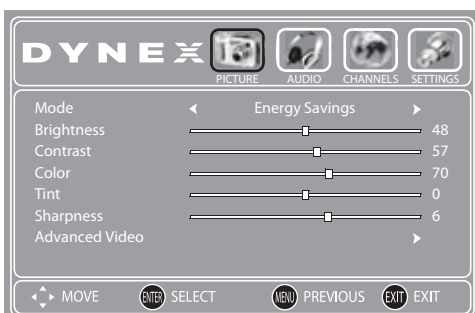 DYNEX
PICTURE AUDIO CHANNELS SETTINGS
Mode Energy Savings
Brightness 48
Contrast 57
Color 70
Tint 0
Sharpness 6
Advanced Video
MOVE ENTER SELECT MENU PREVIOUS EXIT EXIT